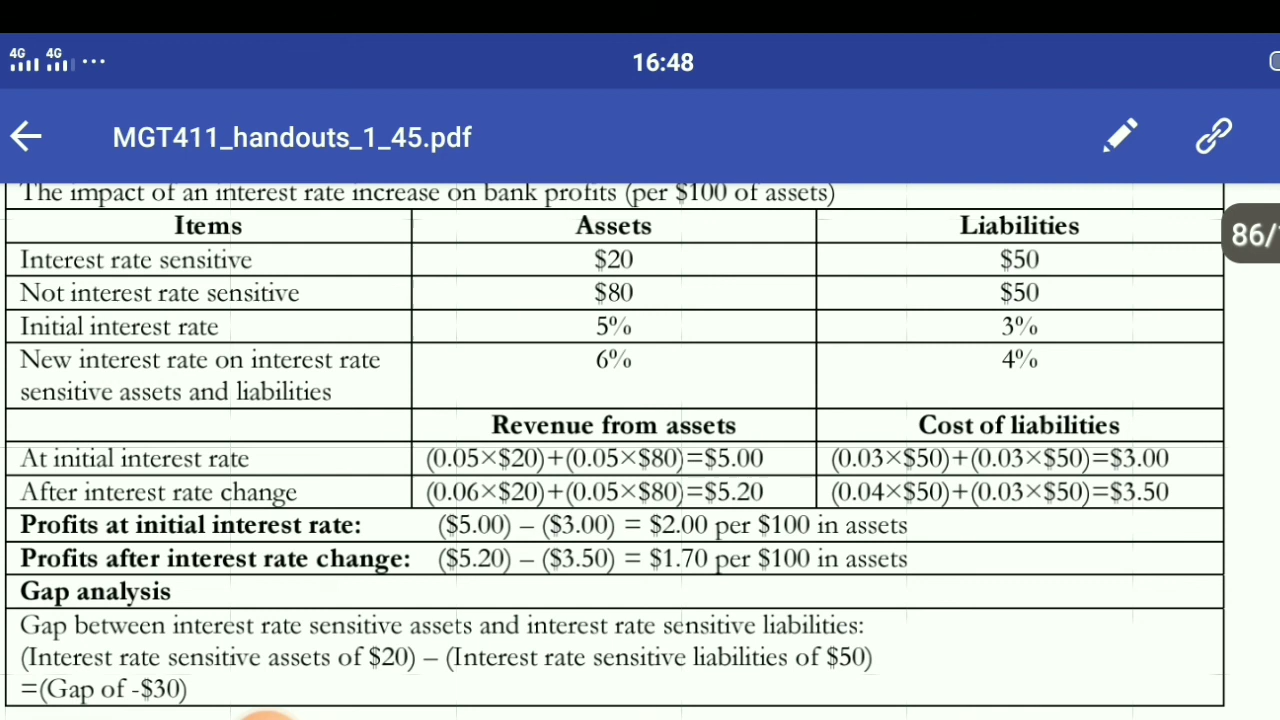 4G 4G
16:48
MGT411_handouts_1_45.pdf
The impact of an interest rate increase on bank profits (per $100 of assets)
Items Assets Liabilities
86/
Interest rate sensitive $20 $50
Not interest rate sensitive $80 $50
Initial interest rate 5% 3%
New interest rate on interest rate 6% 4%
sensitive assets and liabilities
Revenue from assets Cost of liabilities
At initial interest rate (0.05×$20)+(0.05×$80)=$5.00 (0.03×$50)+(0.03×$50)=$3.00
After interest rate change (0.06×$20)+(0.05×$80)=$5.20 (0.04×$50)+(0.03×$50)=$3.50
Profits at initial interest rate: ($5.00) – ($3.00) = $2.00 per $100 in assets
Profits after interest rate change: ($5.20) – ($3.50) = $1.70 per $100 in assets
Gap analysis
Gap between interest rate sensitive assets and interest rate sensitive liabilities:
(Interest rate sensitive assets of $20) – (Interest rate sensitive liabilities of $50)
=(Gap of -$30)